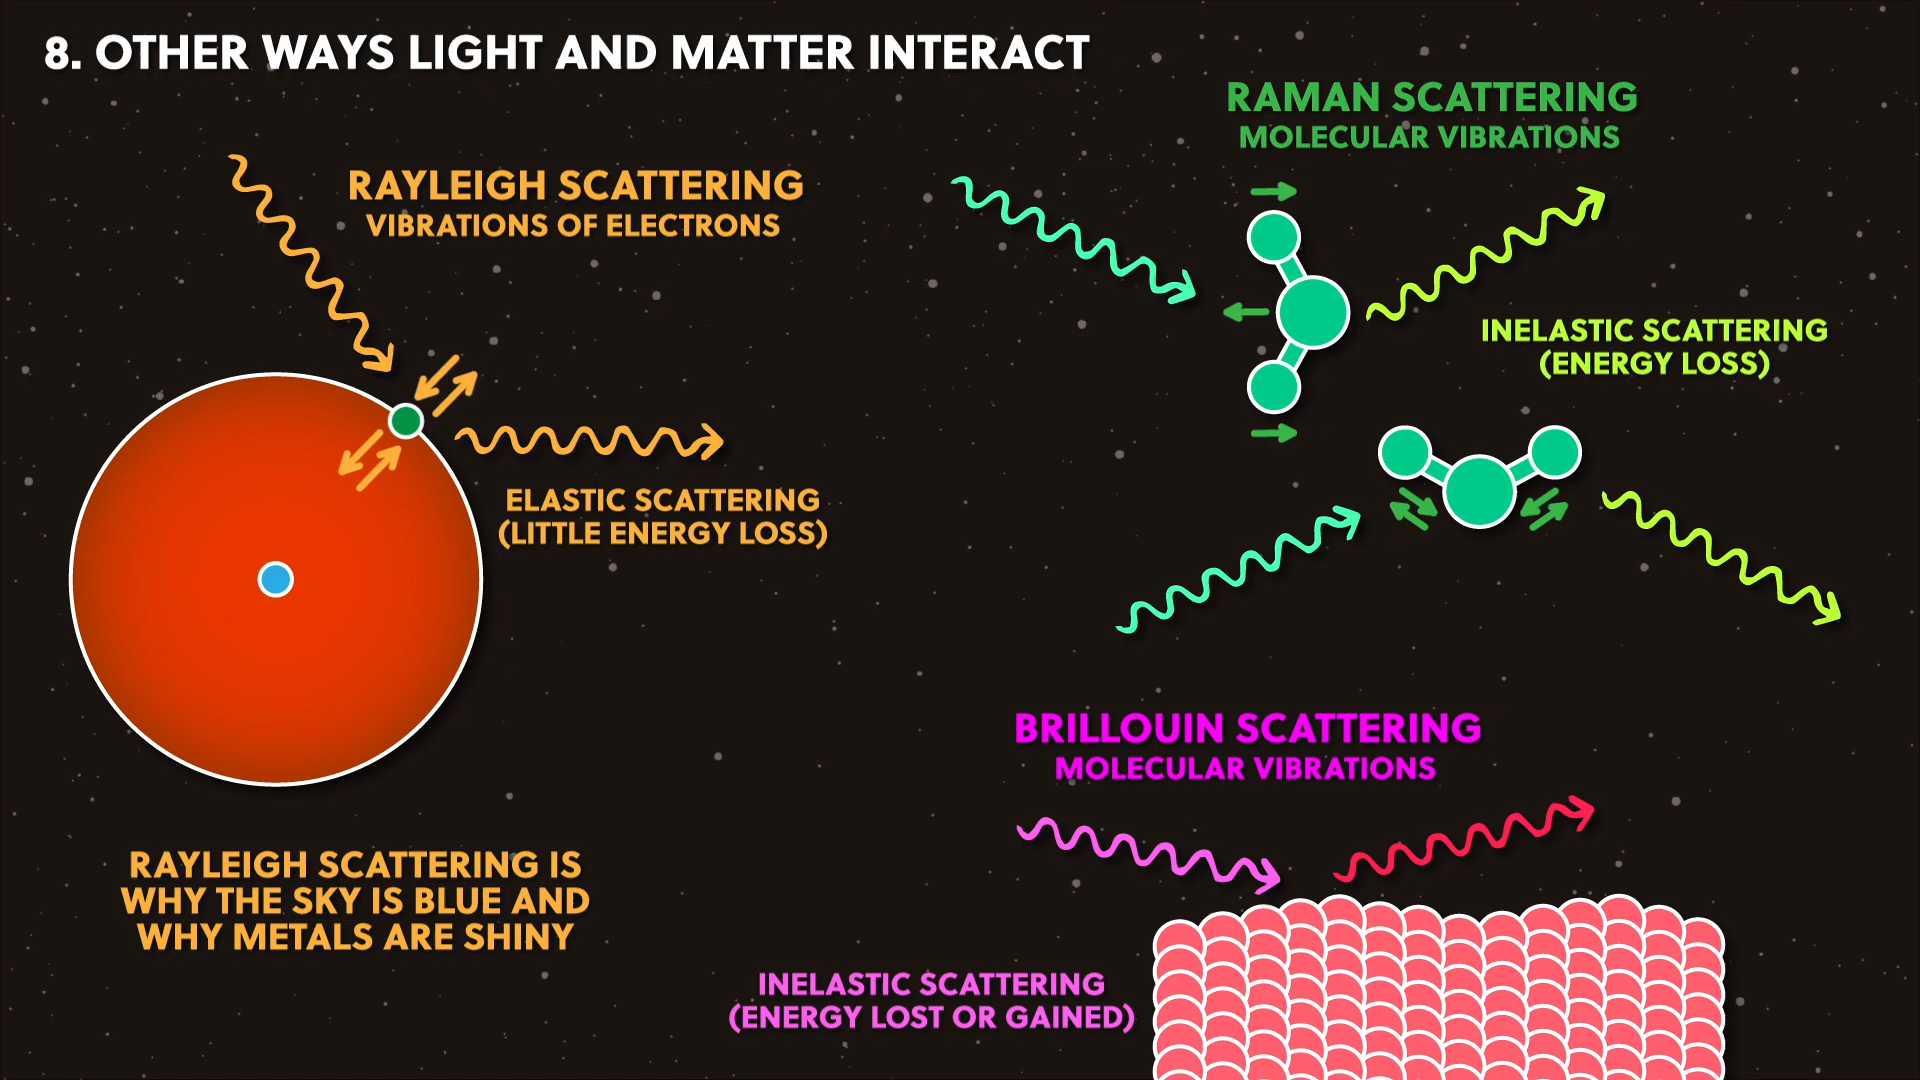 8. OTHER WAYS LIGHT AND MATTER INTERACT
RAYLEIGH SCATTERING
VIBRATIONS OF ELECTRONS
ELASTIC SCATTERING
(LITTLE ENERGY LOSS)
RAYLEIGH SCATTERING IS
WHY THE SKY IS BLUE AND
WHY METALS ARE SHINY
RAMAN SCATTERING
MOLECULAR VIBRATIONS
INELASTIC SCATTERING
(ENERGY LOSS)
BRILLOUIN SCATTERING
MOLECULAR VIBRATIONS
INELASTIC SCATTERING
(ENERGY LOST OR GAINED)